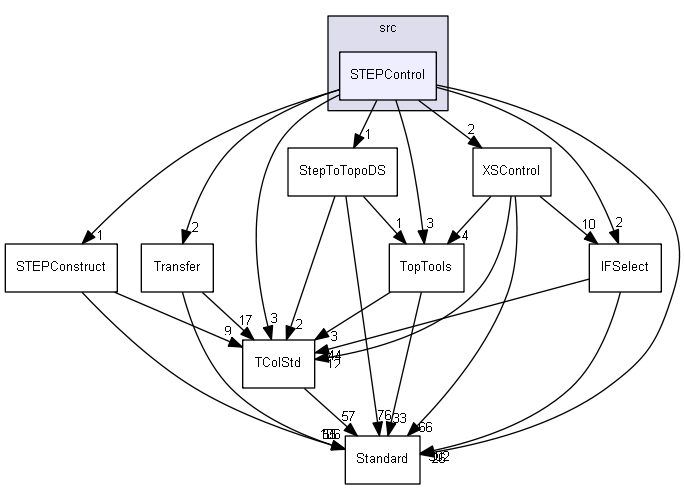 src
STEPControl
1
2
StepToTopoDS
XSControl
1
2
1
3
4
10
2
STEPConstruct
Transfer
TopTools
IFSelect
9
17
3
2
3
12
TColStd
57
76
33
66
Standard